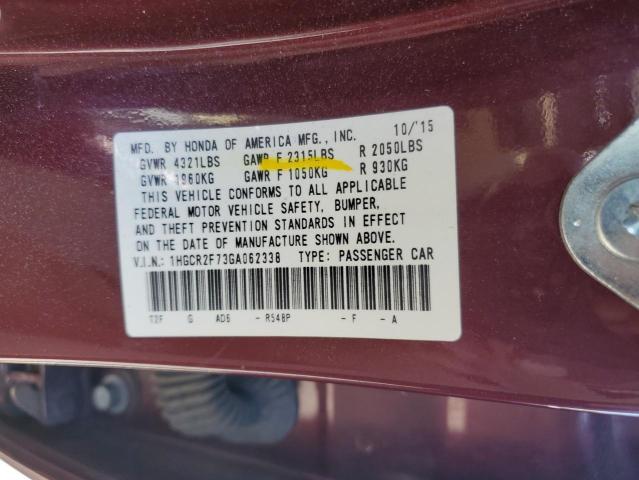 MFD. BY HONDA OF AMERICA MFG., INC. 10/'15
GVWR 4321LBS GAWR F 2315LBS R 2050LBS
GVWR 1960KG GAWR F 1050KG R 930KG
THIS VEHICLE CONFORMS TO ALL APPLICABLE
FEDERAL MOTOR VEHICLE SAFETY, BUMPER,
AND THEFT PREVENTION STANDARDS IN EFFECT
ON THE DATE OF MANUFACTURE SHOWN ABOVE.
V.I.N.: 1HGCR2F73GA062338 TYPE: PASSENGER CAR
T2F G AD6 - R548P - F - A